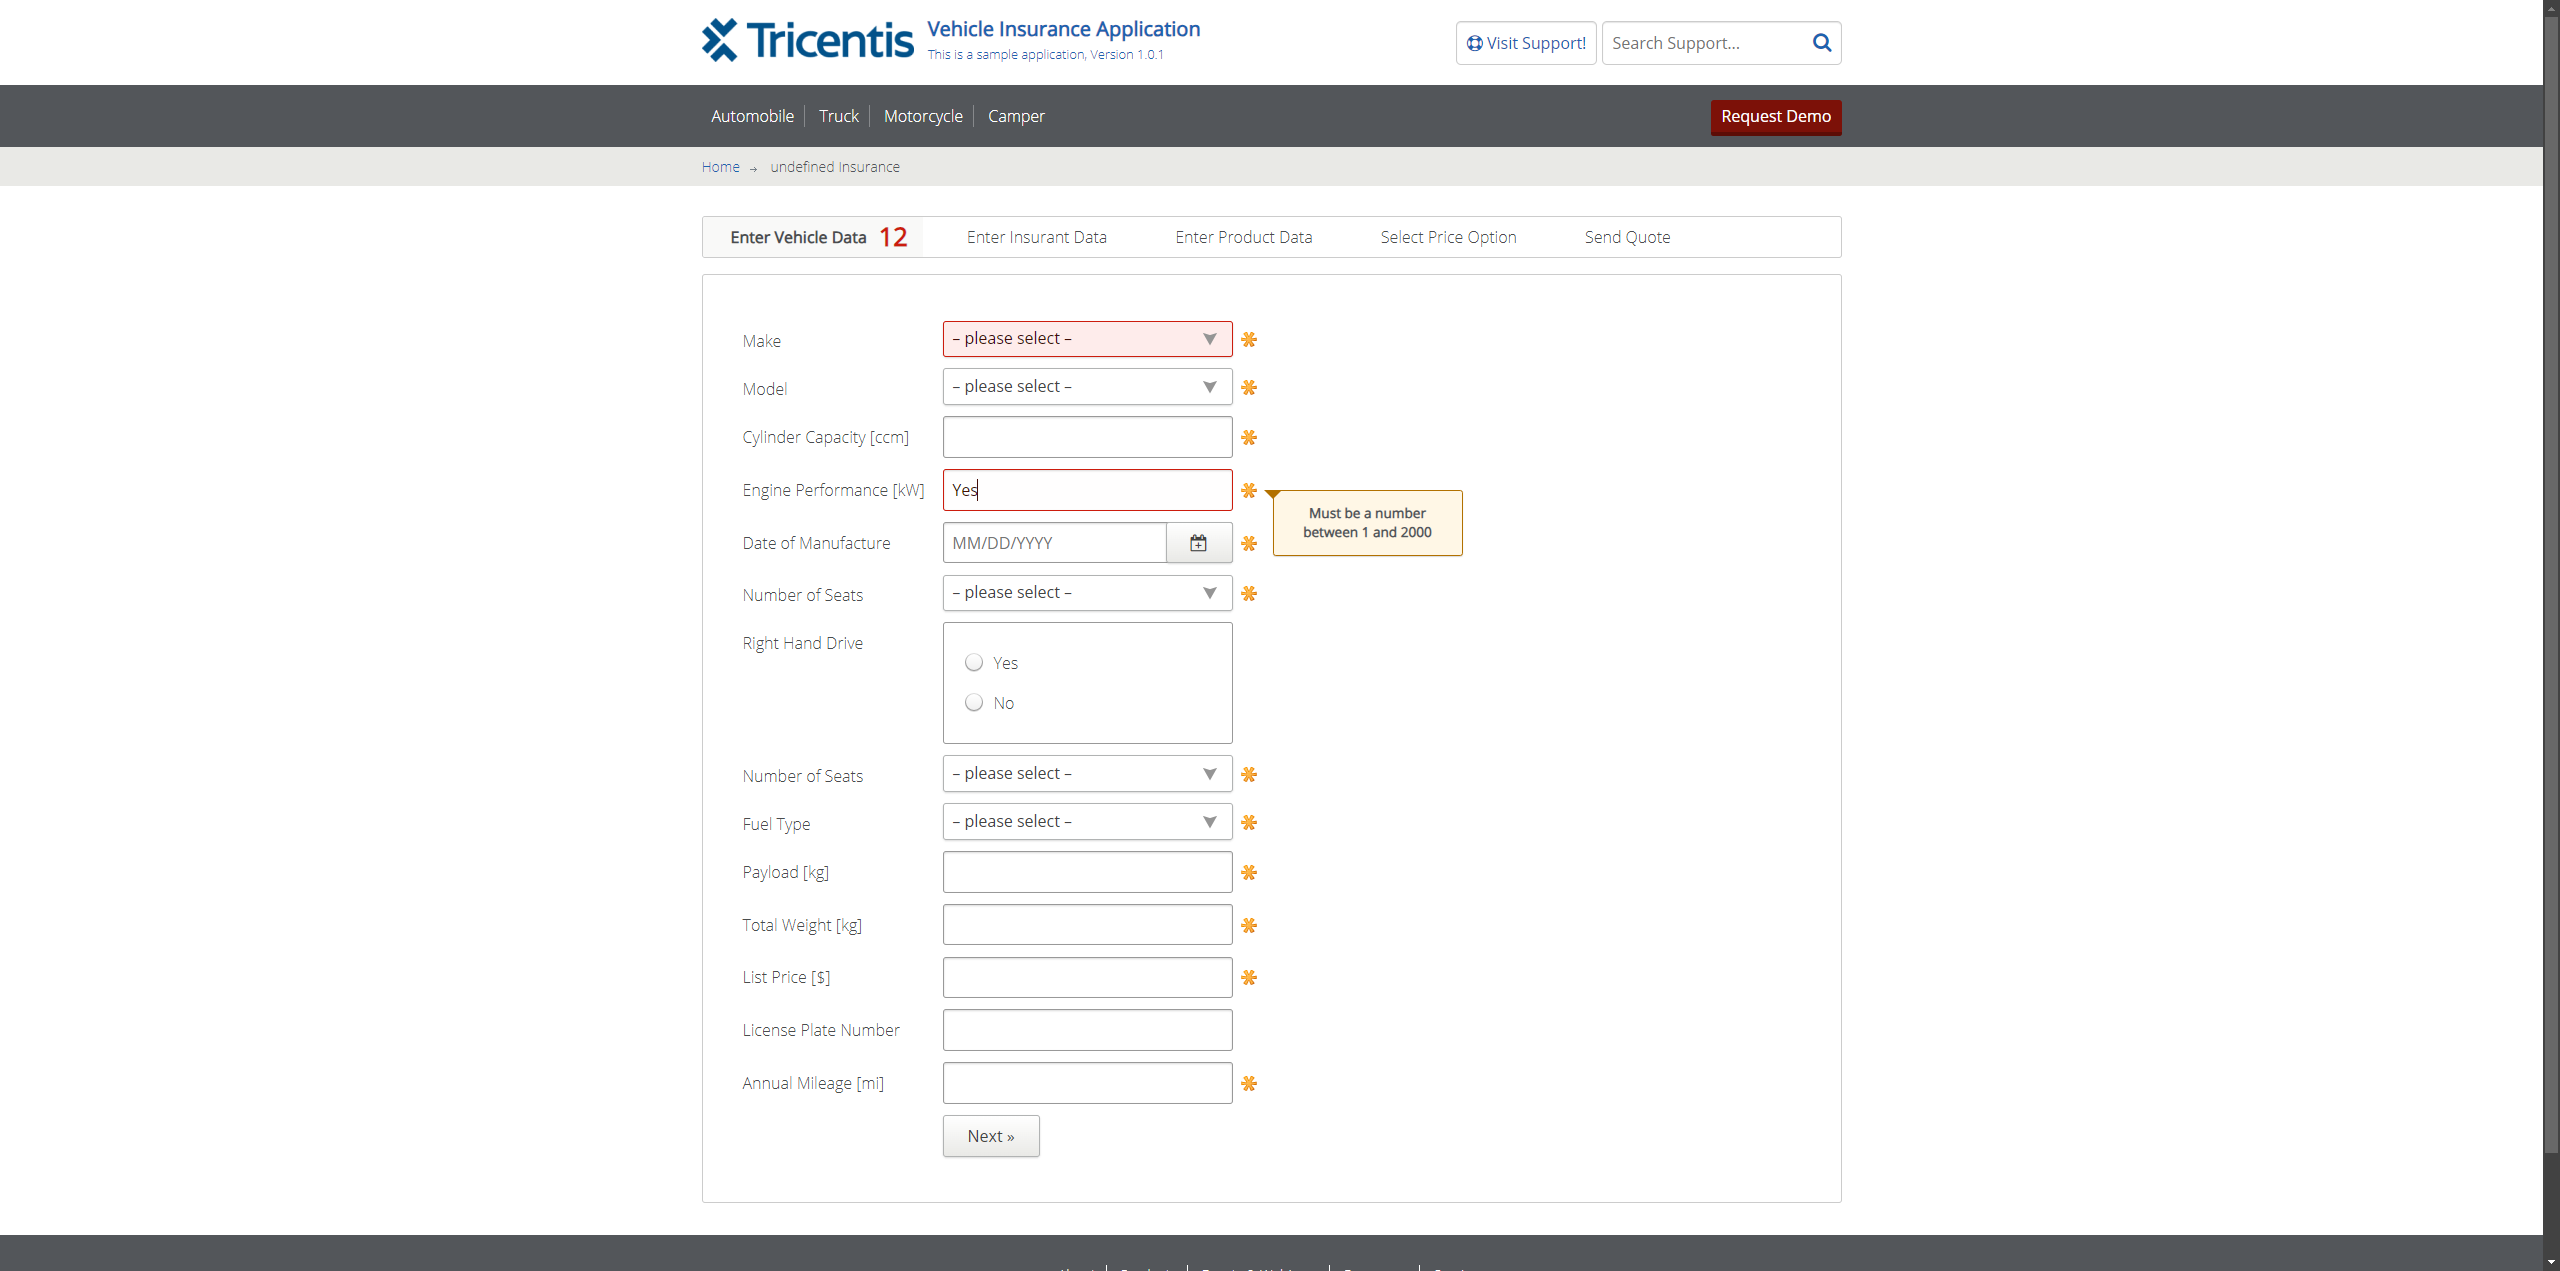 Tricentis
Vehicle Insurance Application
This is a sample application, Version 1.0.1
Visit Support!
Search Support...
Automobile
Truck
Motorcycle
Camper
Request Demo
Home → undefined Insurance
Enter Vehicle Data 12
Enter Insurant Data
Enter Product Data
Select Price Option
Send Quote
Make
– please select –
Model
– please select –
Cylinder Capacity [ccm]
Engine Performance [kW]
Yes
Must be a number
between 1 and 2000
Date of Manufacture
MM/DD/YYYY
Number of Seats
– please select –
Right Hand Drive
Yes
No
Number of Seats
– please select –
Fuel Type
– please select –
Payload [kg]
Total Weight [kg]
List Price [$]
License Plate Number
Annual Mileage [mi]
Next »